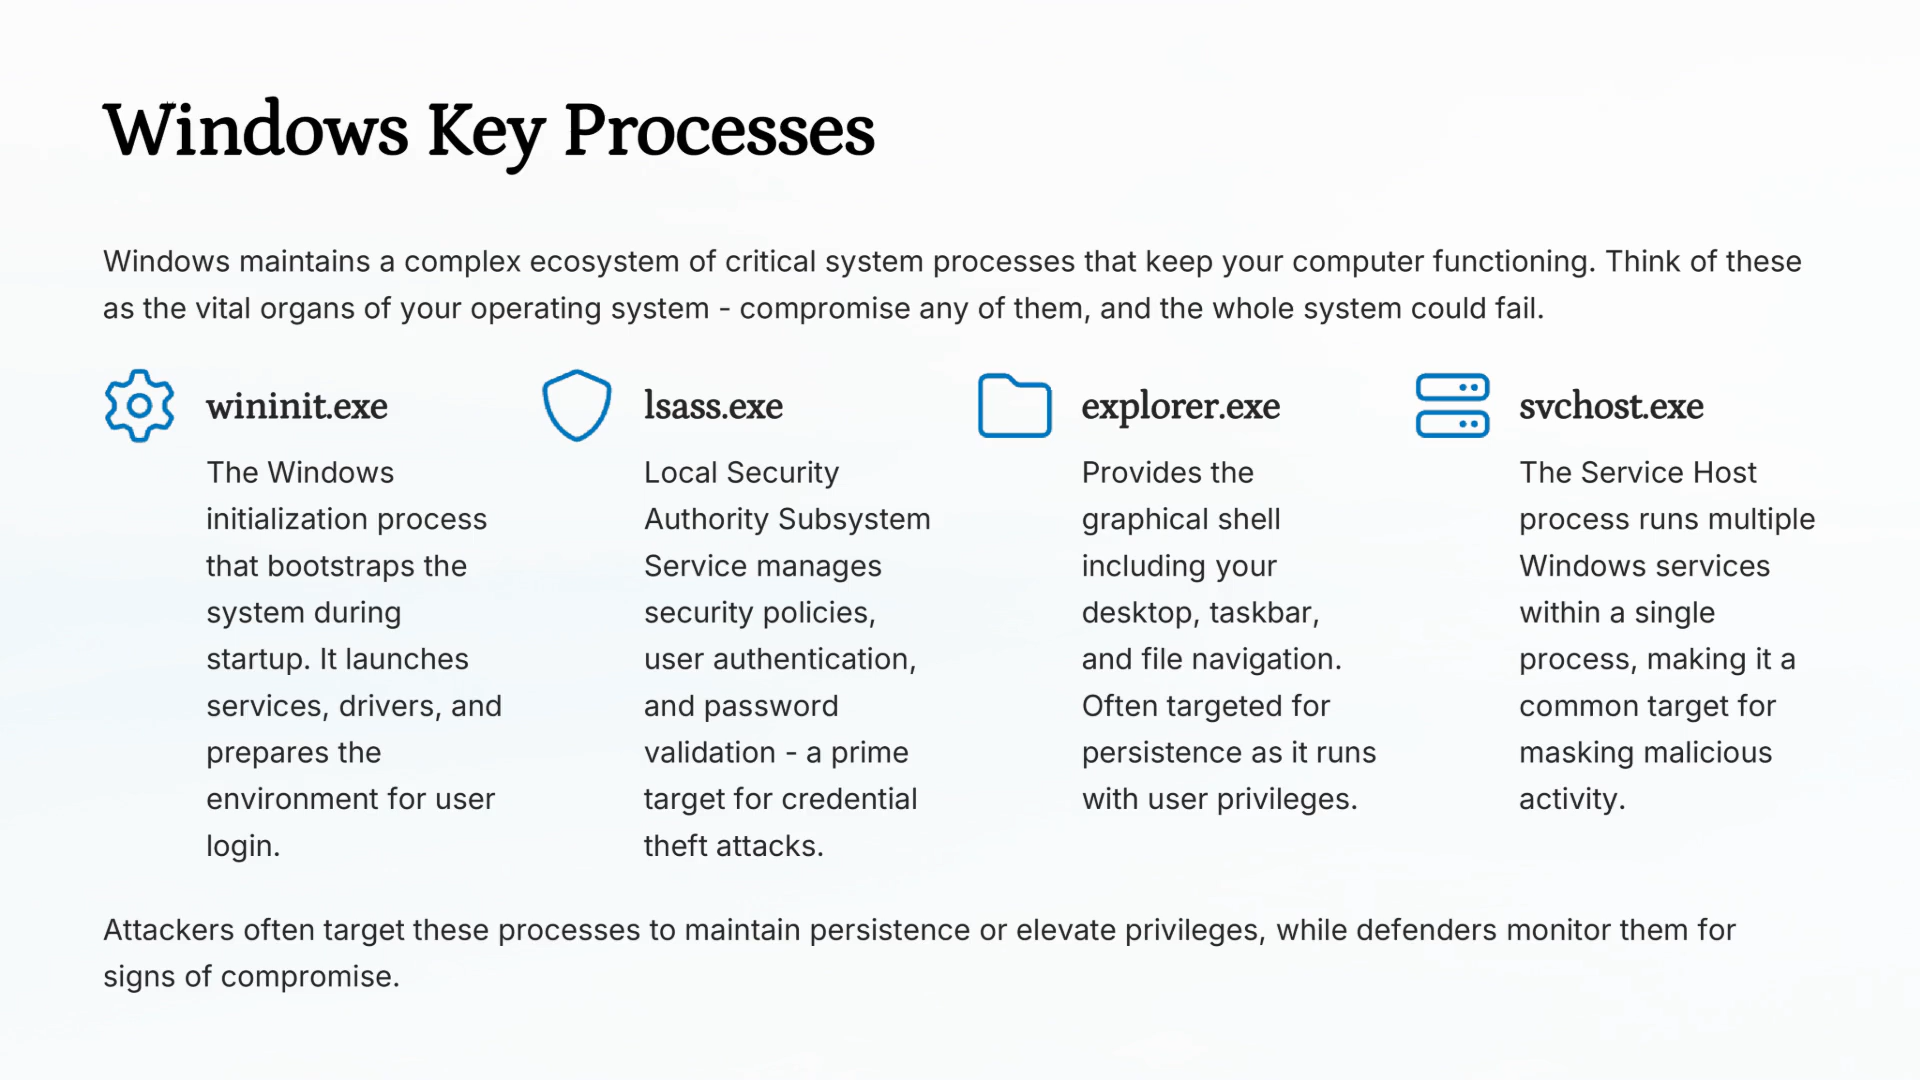 Windows Key Processes
Windows maintains a complex ecosystem of critical system processes that keep your computer functioning. Think of these
as the vital organs of your operating system - compromise any of them, and the whole system could fail.
wininit.exe
The Windows
initialization process
that bootstraps the
system during
startup. It launches
services, drivers, and
prepares the
environment for user
login.
lsass.exe
Local Security
Authority Subsystem
Service manages
security policies,
user authentication,
and password
validation - a prime
target for credential
theft attacks.
explorer.exe
Provides the
graphical shell
including your
desktop, taskbar,
and file navigation.
Often targeted for
persistence as it runs
with user privileges.
svchost.exe
The Service Host
process runs multiple
Windows services
within a single
process, making it a
common target for
masking malicious
activity.
Attackers often target these processes to maintain persistence or elevate privileges, while defenders monitor them for
signs of compromise.